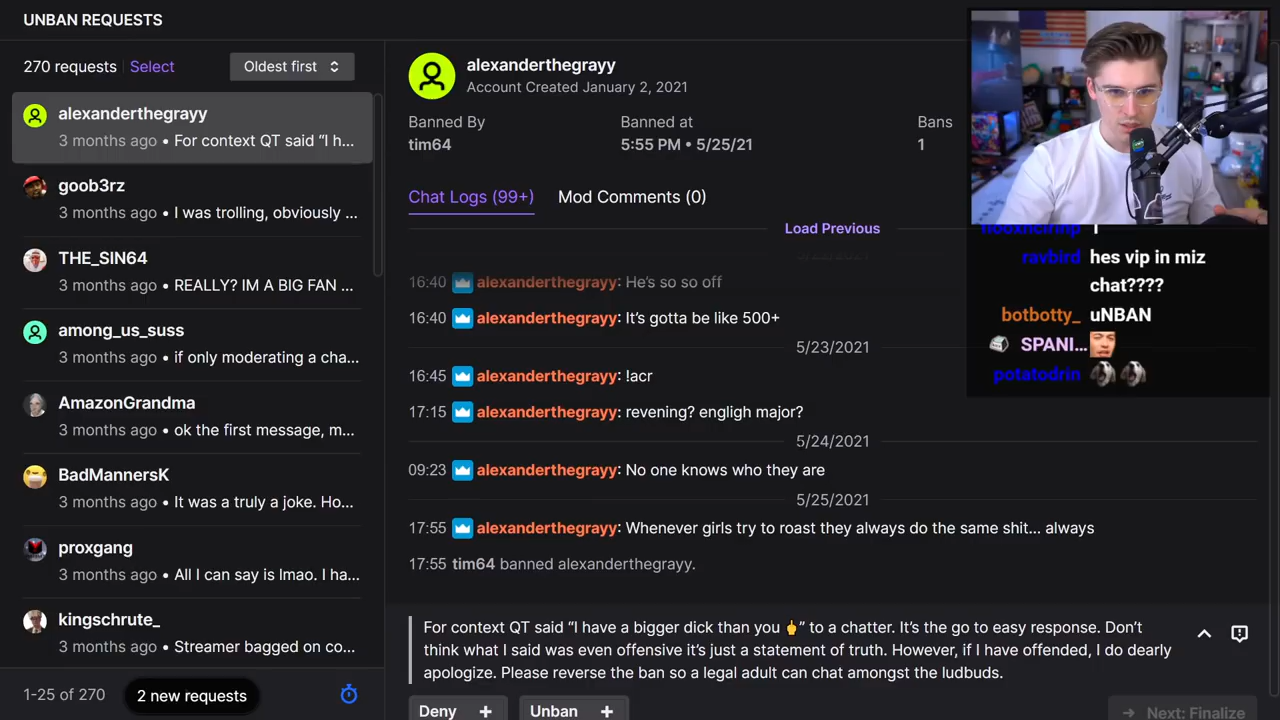 UNBAN REQUESTS
270 requests Select Oldest first
alexanderthegrayy
3 months ago • For context QT said “I h...
goob3rz
3 months ago • I was trolling, obviously ...
THE_SIN64
3 months ago • REALLY? IM A BIG FAN ...
among_us_suss
3 months ago • if only moderating a cha...
AmazonGrandma
3 months ago • ok the first message, m...
BadMannersK
3 months ago • It was a truly a joke. Ho...
proxgang
3 months ago • All I can say is lmao. I ha...
kingschrute_
3 months ago • Streamer bagged on co...
1-25 of 270 2 new requests
alexanderthegrayy
Account Created January 2, 2021
Banned By Banned at Bans
tim64 5:55 PM • 5/25/21 1
Chat Logs (99+) Mod Comments (0)
Load Previous
16:40 alexanderthegrayy: He’s so so off
16:40 alexanderthegrayy: It’s gotta be like 500+
5/23/2021
16:45 alexanderthegrayy: !acr
17:15 alexanderthegrayy: revening? engligh major?
5/24/2021
09:23 alexanderthegrayy: No one knows who they are
5/25/2021
17:55 alexanderthegrayy: Whenever girls try to roast they always do the same shit... always
17:55 tim64 banned alexanderthegrayy.
For context QT said “I have a bigger dick than you 🖕” to a chatter. It’s the go to easy response. Don’t
think what I said was even offensive it’s just a statement of truth. However, if I have offended, I do dearly
apologize. Please reverse the ban so a legal adult can chat amongst the ludbuds.
Deny + Unban + → Next: Finalize
ravbird hes vip in miz
chat????
botbotty_ uNBAN
SPANI...
potatodrin